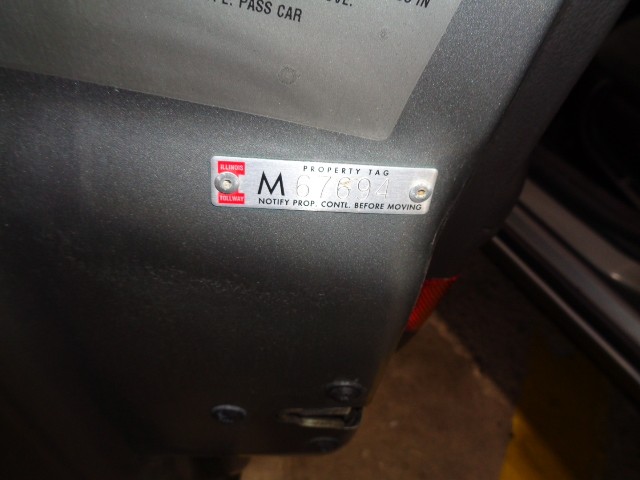 PASS CAR
PROPERTY TAG
ILLINOIS
TOLLWAY
M 67694
NOTIFY PROP. CONTL. BEFORE MOVING